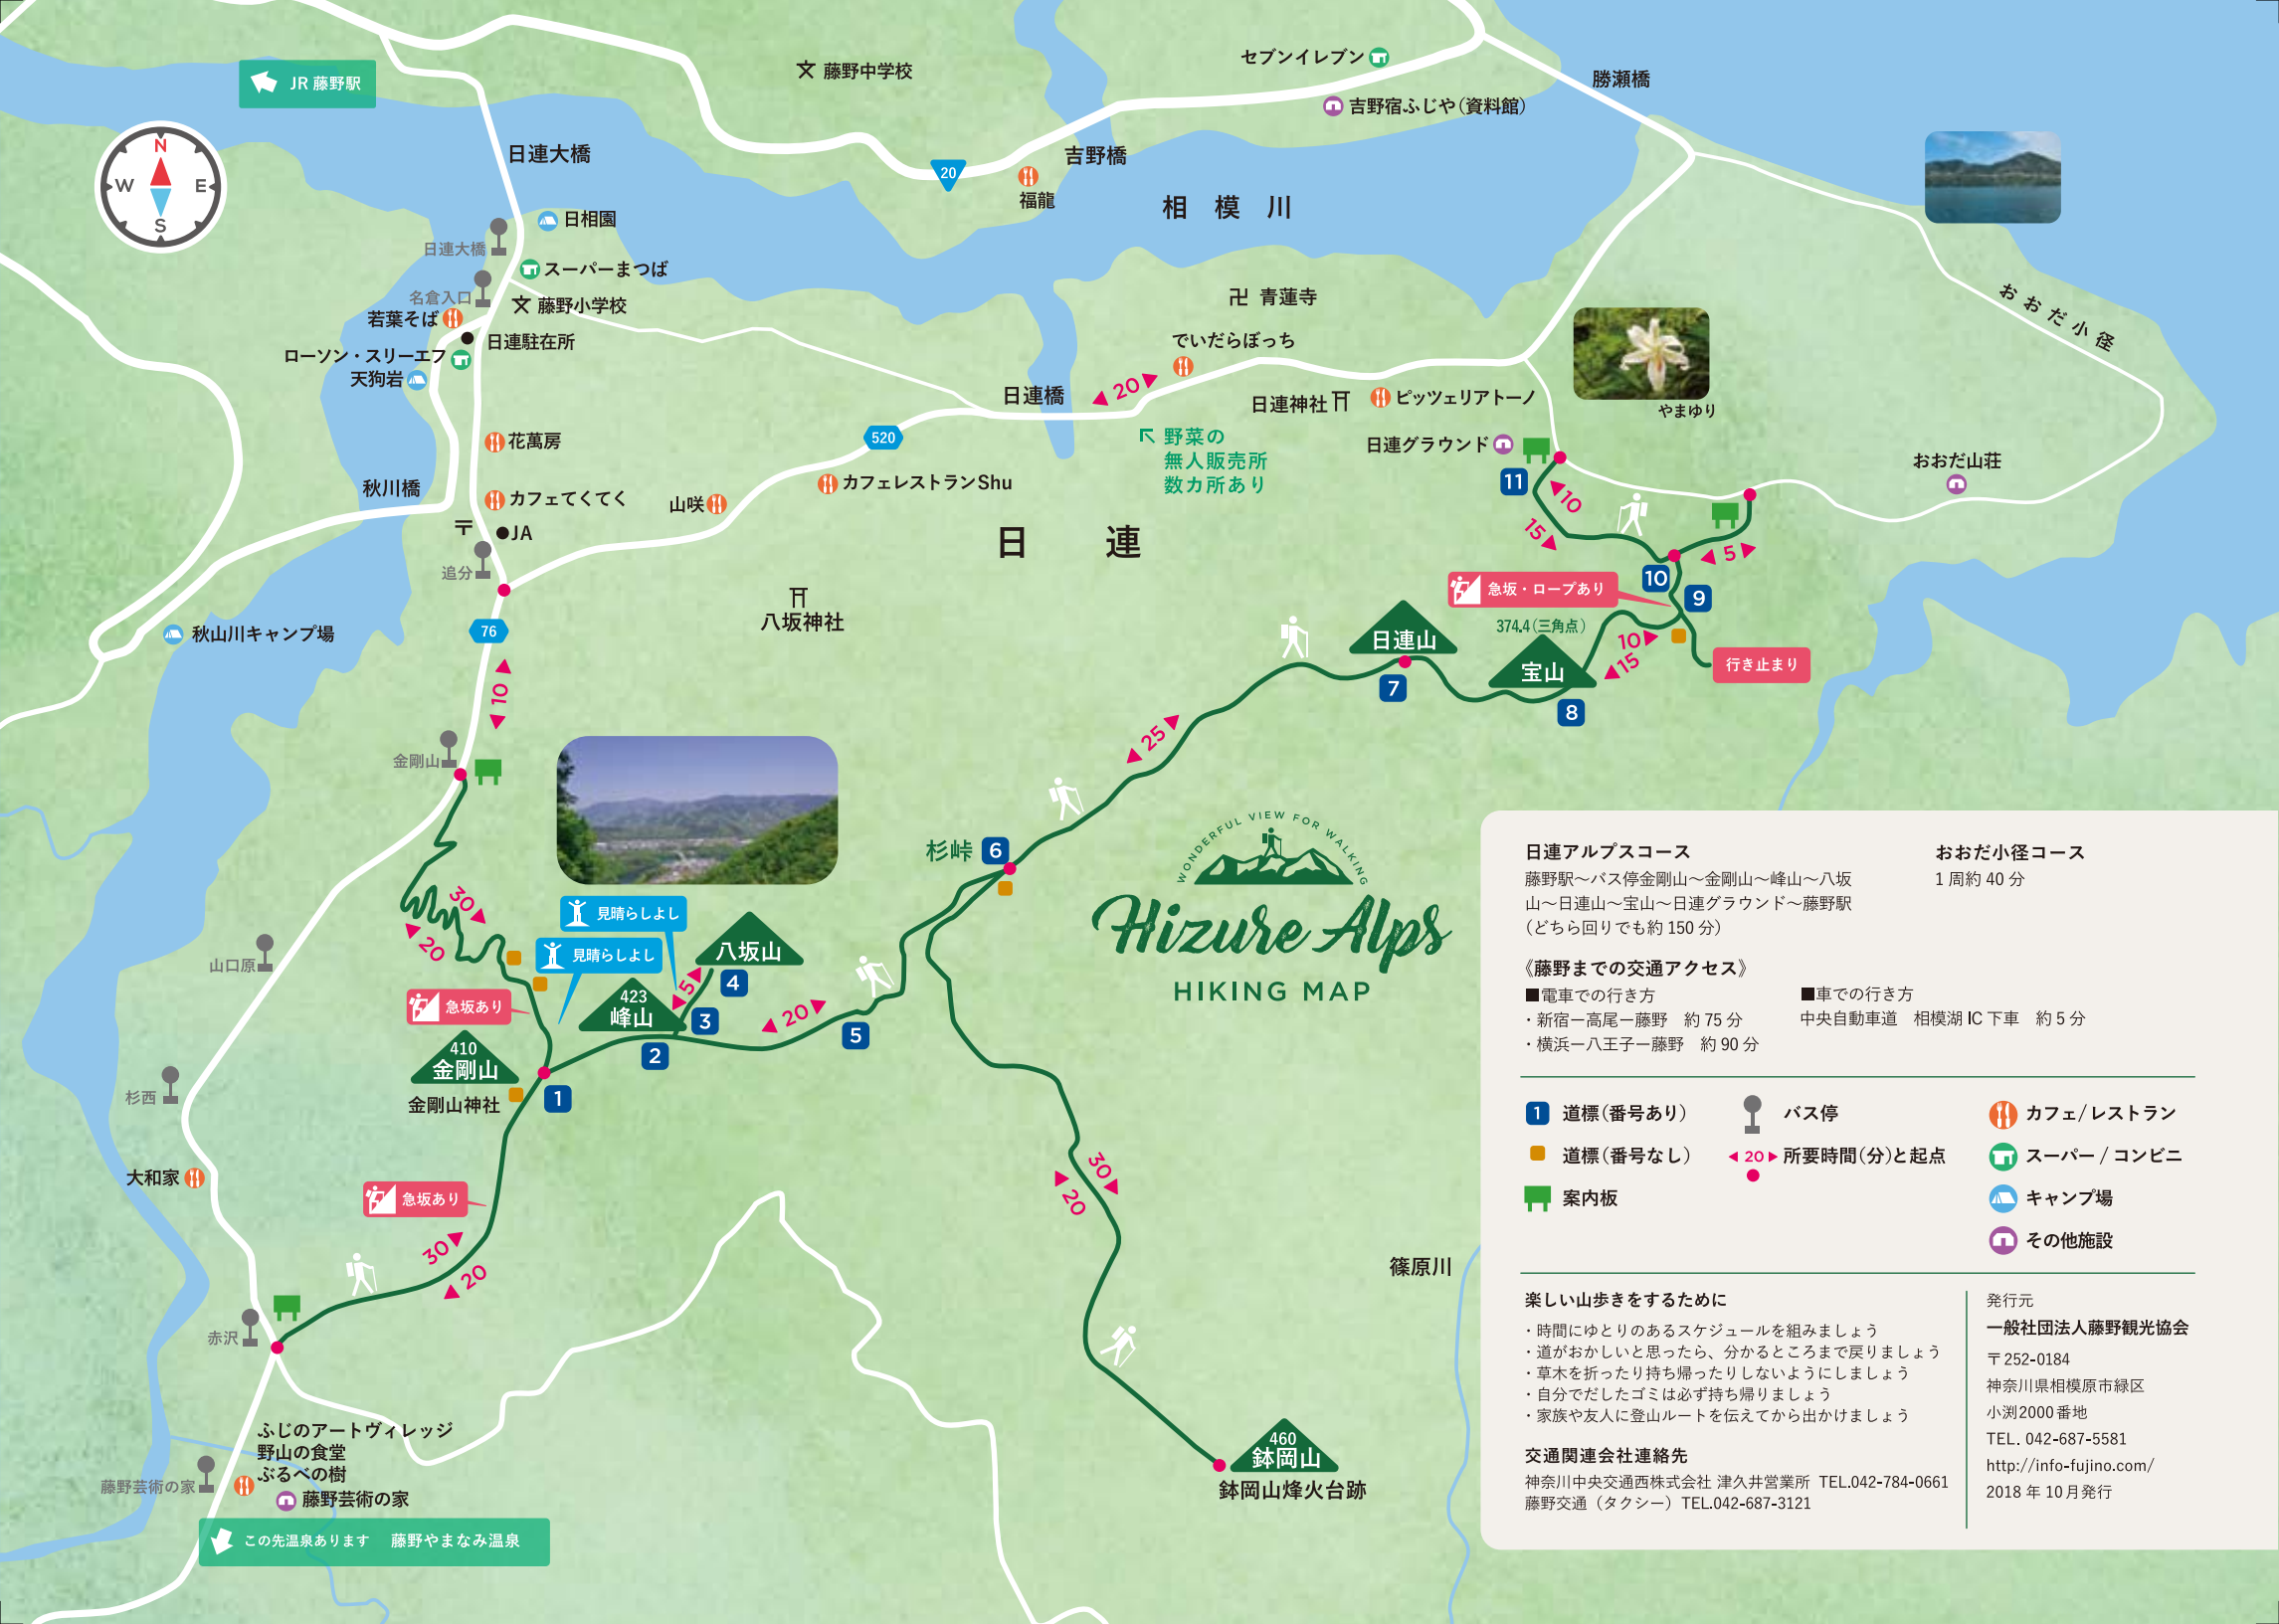 JR 藤野駅
N
W
E
S
日連大橋
日連大橋
日相園
名倉入口
スーパーまつば
藤野小学校
若葉そば
日連駐在所
ローソン・スリーエフ
天狗岩
花萬房
秋川橋
カフェてくてく
〒
JA
追分
山咲
カフェレストランShu
520
76
10
秋山川キャンプ場
藤野中学校
20
福龍
吉野橋
セブンイレブン
吉野宿ふじや(資料館)
勝瀬橋
相模川
卍 青蓮寺
でいだらぼっち
日連橋
20
日連神社
ピッツェリアトーノ
野菜の
無人販売所
数カ所あり
日連グラウンド
やまゆり
おおだ小径
おおだ山荘
日連
八坂神社
11
10
15
5
10
9
急坂・ロープあり
374.4(三角点)
宝山
10
15
行き止まり
日連山
7
8
25
金剛山
30
20
山口原
見晴らしよし
見晴らしよし
八坂山
4
5
3
423
峰山
2
急坂あり
410
金剛山
金剛山神社
1
20
5
杉峠
6
杉西
大和家
急坂あり
30
20
赤沢
30
20
篠原川
460
鉢岡山
鉢岡山烽火台跡
ふじのアートヴィレッジ
野山の食堂
ぶるべの樹
藤野芸術の家
藤野芸術の家
この先温泉あります 藤野やまなみ温泉
WONDERFUL VIEW FOR WALKING
Hizure Alps
HIKING MAP
日連アルプスコース
藤野駅～バス停金剛山～金剛山～峰山～八坂
山～日連山～宝山～日連グラウンド～藤野駅
(どちら回りでも約 150 分)
おおだ小径コース
1 周約 40 分
《藤野までの交通アクセス》
■電車での行き方
・新宿ー高尾ー藤野 約 75 分
・横浜ー八王子ー藤野 約 90 分
■車での行き方
中央自動車道 相模湖 IC 下車 約 5 分
1 道標(番号あり)
道標(番号なし)
案内板
バス停
20 所要時間(分)と起点
カフェ/レストラン
スーパー / コンビニ
キャンプ場
その他施設
楽しい山歩きをするために
・時間にゆとりのあるスケジュールを組みましょう
・道がおかしいと思ったら、分かるところまで戻りましょう
・草木を折ったり持ち帰ったりしないようにしましょう
・自分でだしたゴミは必ず持ち帰りましょう
・家族や友人に登山ルートを伝えてから出かけましょう
交通関連会社連絡先
神奈川中央交通西株式会社 津久井営業所 TEL.042-784-0661
藤野交通（タクシー）TEL.042-687-3121
発行元
一般社団法人藤野観光協会
〒252-0184
神奈川県相模原市緑区
小渕2000番地
TEL. 042-687-5581
http://info-fujino.com/
2018 年 10 月発行